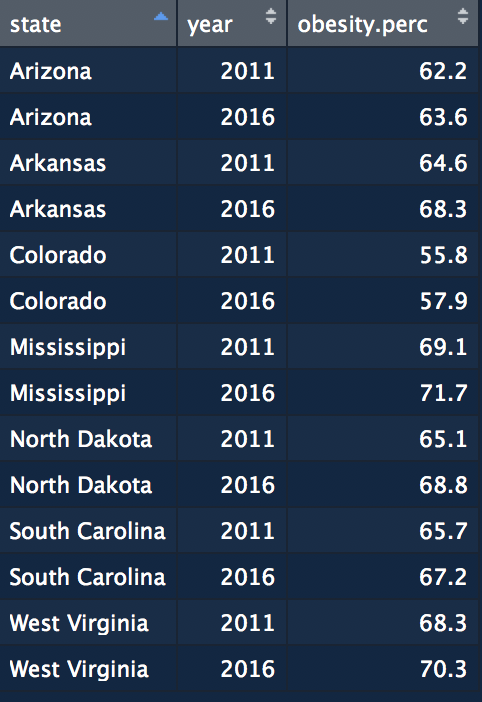 state year obesity.perc
Arizona 2011 62.2
Arizona 2016 63.6
Arkansas 2011 64.6
Arkansas 2016 68.3
Colorado 2011 55.8
Colorado 2016 57.9
Mississippi 2011 69.1
Mississippi 2016 71.7
North Dakota 2011 65.1
North Dakota 2016 68.8
South Carolina 2011 65.7
South Carolina 2016 67.2
West Virginia 2011 68.3
West Virginia 2016 70.3